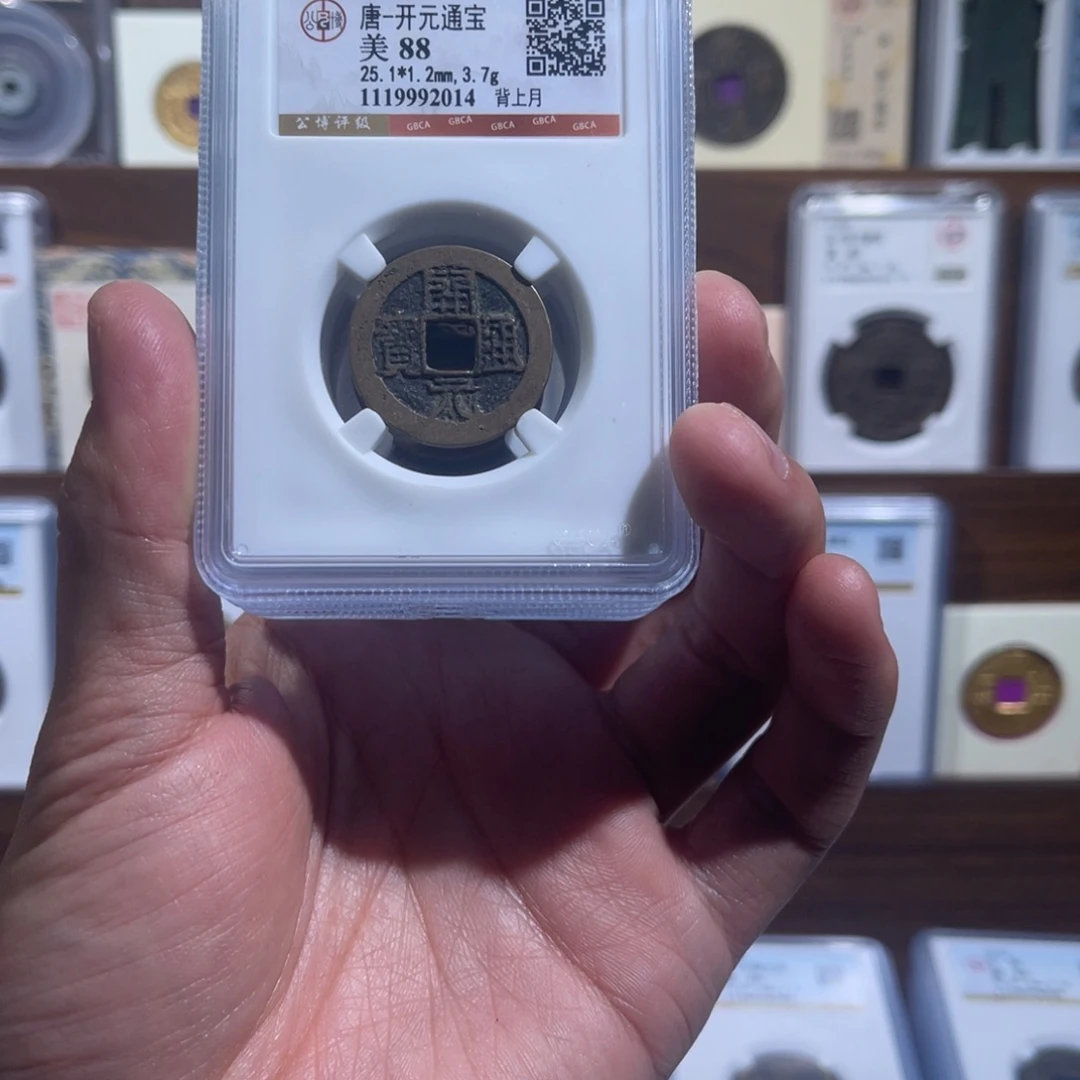 唐-开元通宝
美 88
25.1*1.2mm,3.7g
1119992014 背上月
公博评级 GBCA GBCA GBCA GBCA GBCA
開
寶 通
元